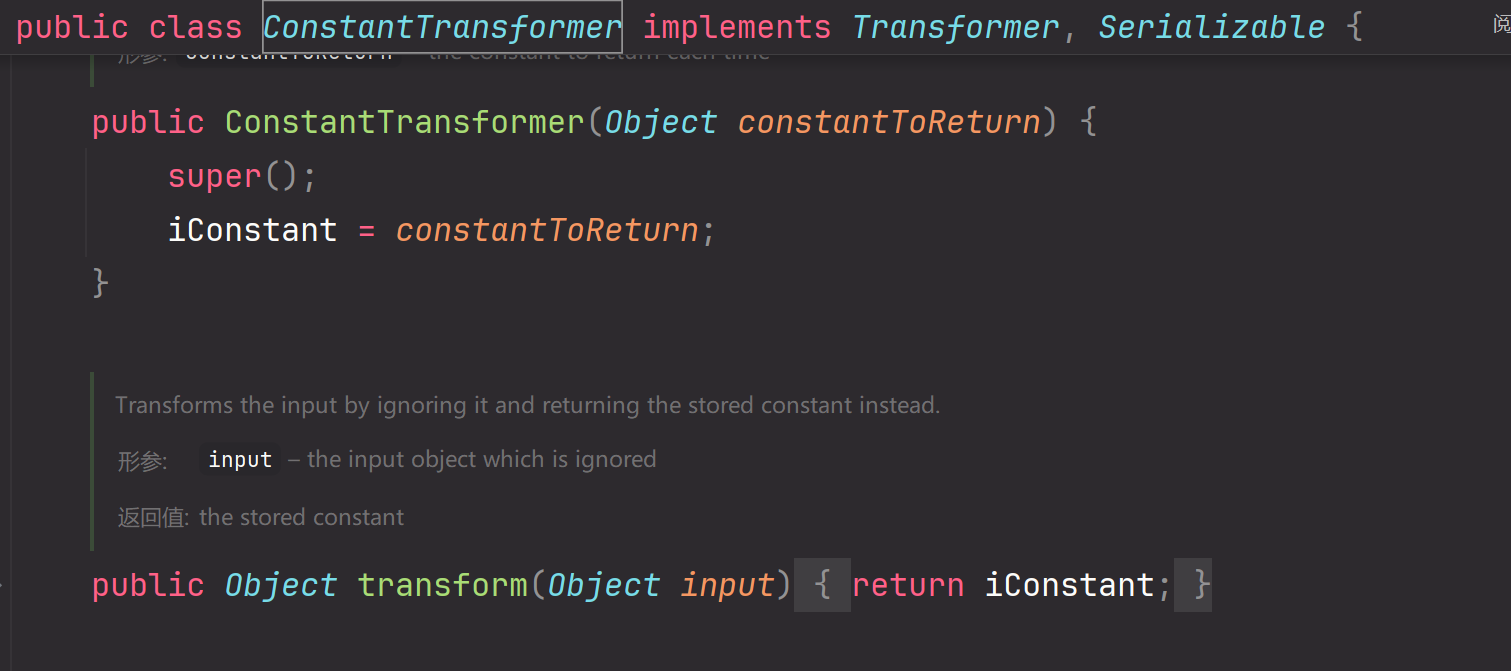 public class ConstantTransformer implements Transformer, Serializable {
阅
形参: constantToReturn – the constant to return each time
public ConstantTransformer(Object constantToReturn) {
super();
iConstant = constantToReturn;
}
Transforms the input by ignoring it and returning the stored constant instead.
形参: input – the input object which is ignored
返回值: the stored constant
public Object transform(Object input) { return iConstant; }